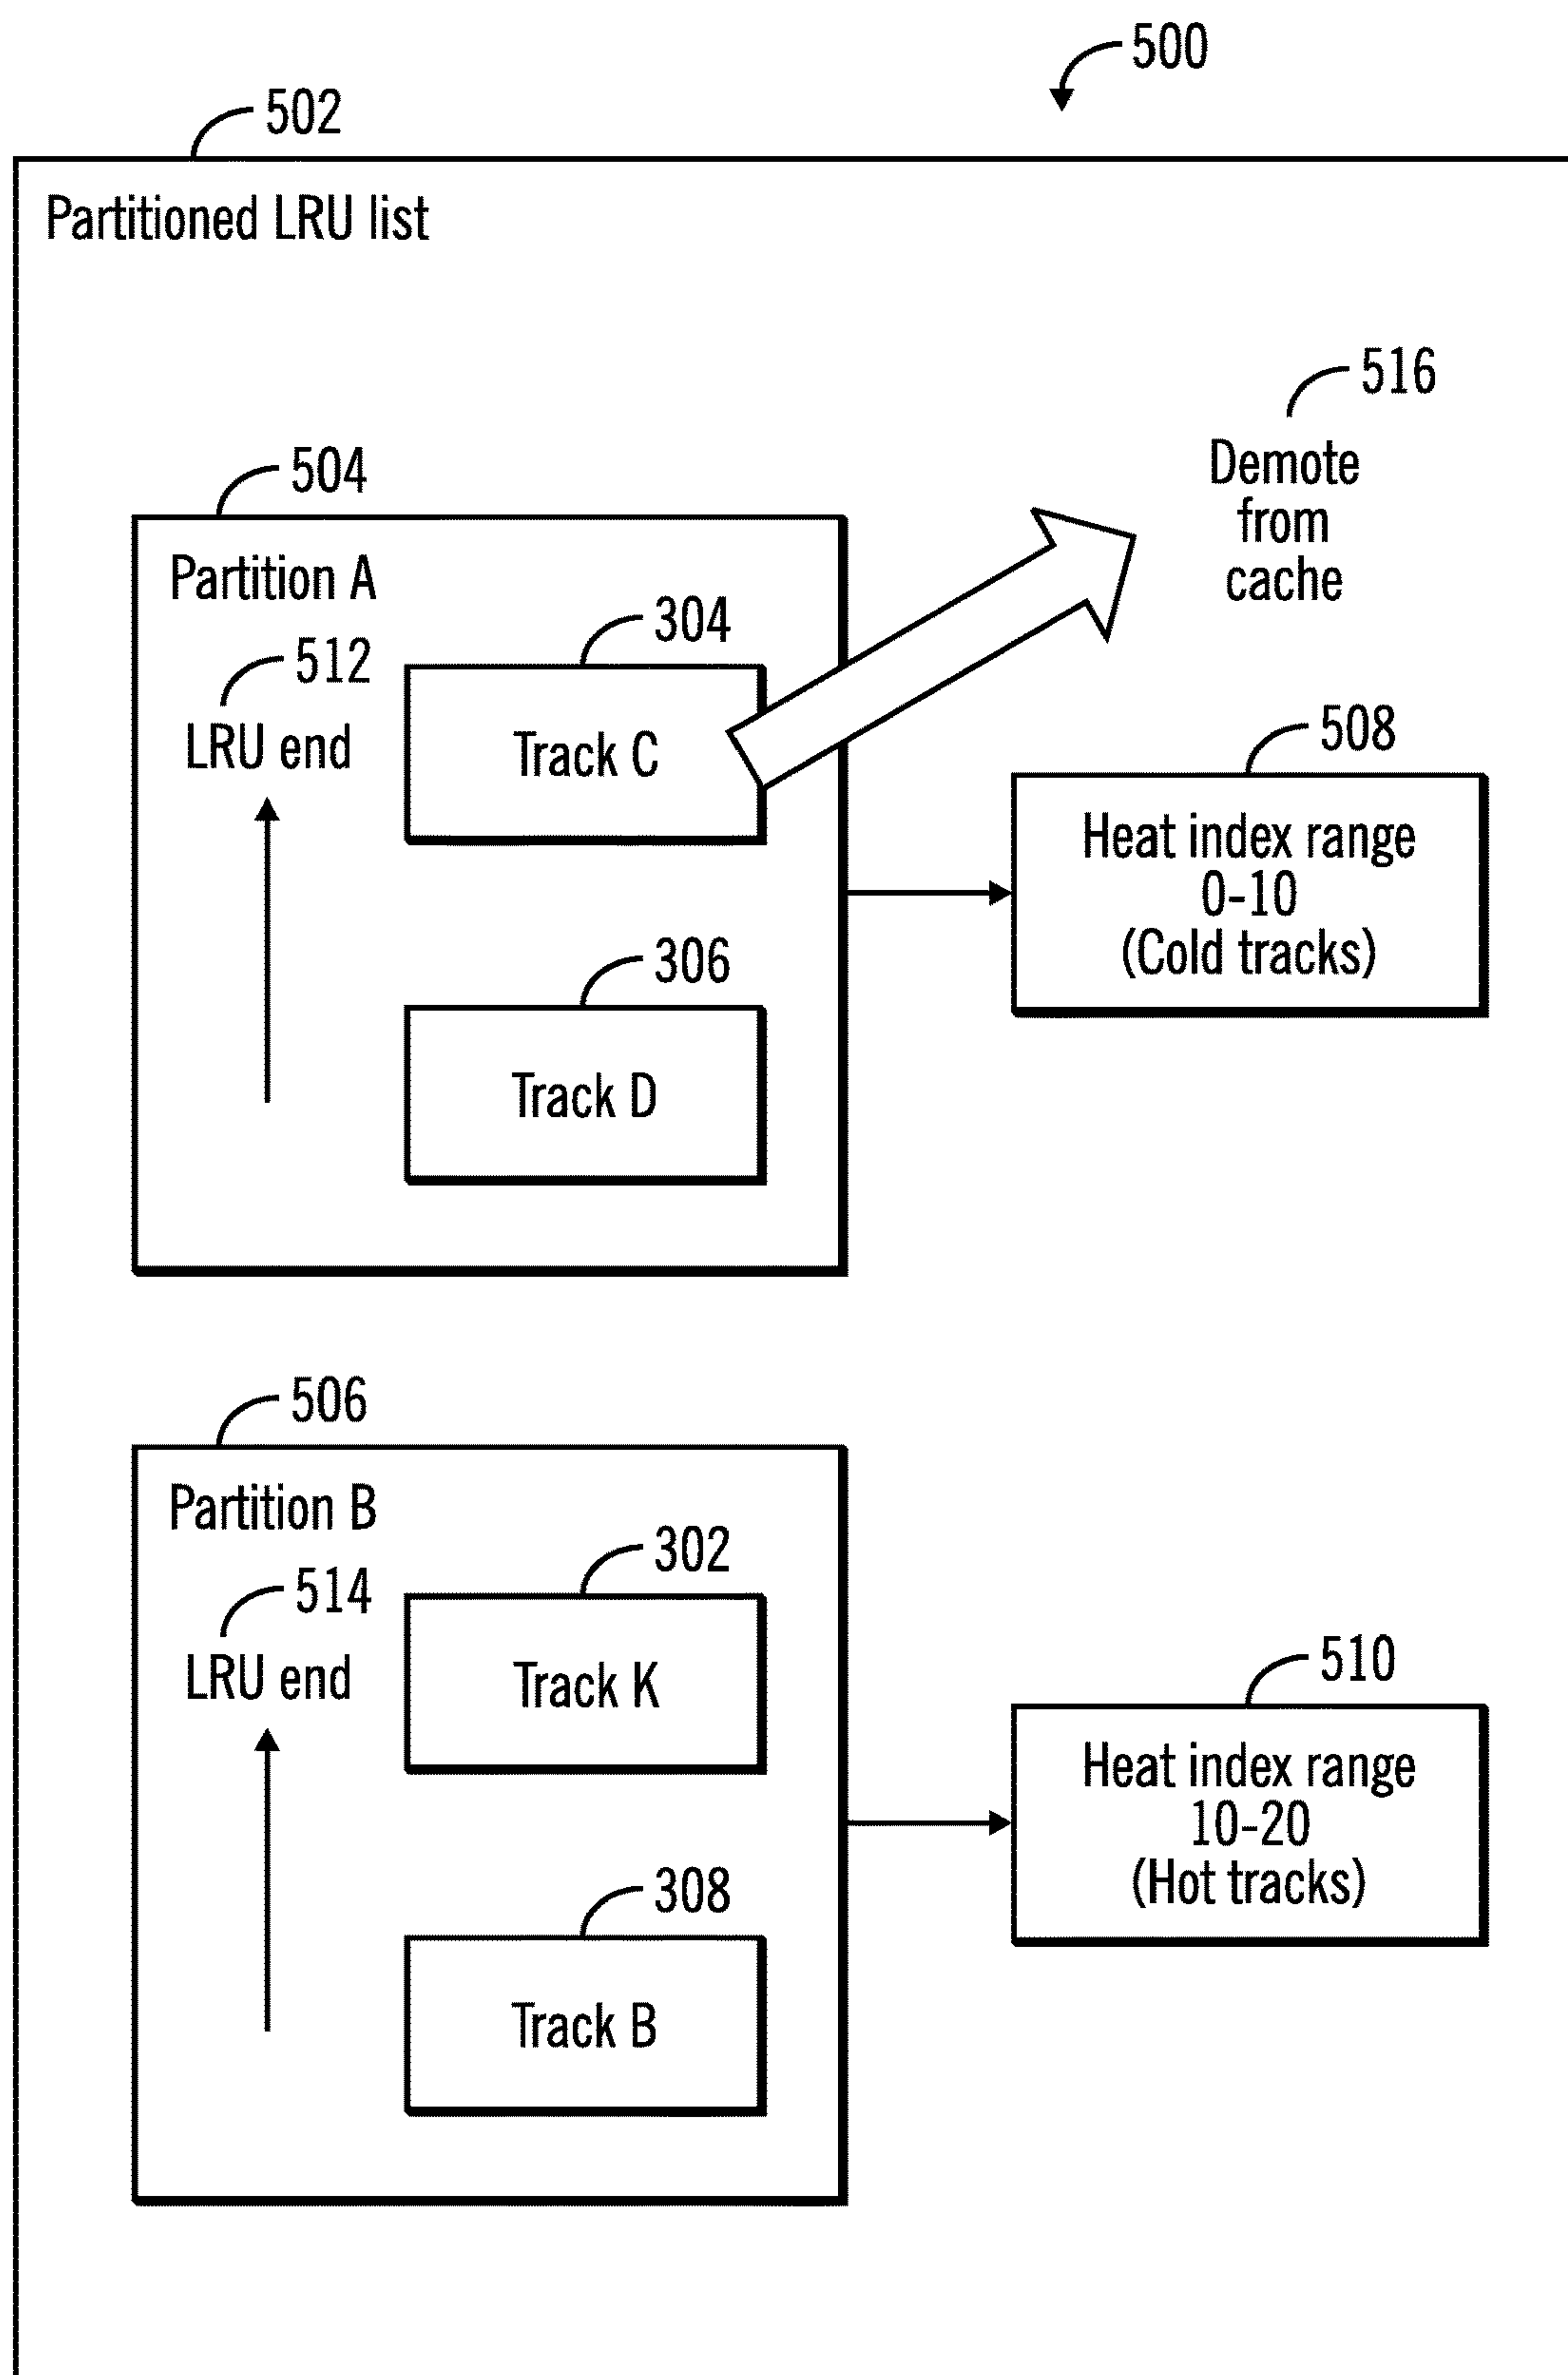 500
502
Partitioned LRU list
516
Demote
from
cache
504
Partition A
304
512
LRU end
Track C
508
Heat index range
0-10
(Cold tracks)
306
Track D
506
Partition B
302
514
LRU end
Track K
510
Heat index range
10-20
(Hot tracks)
308
Track B